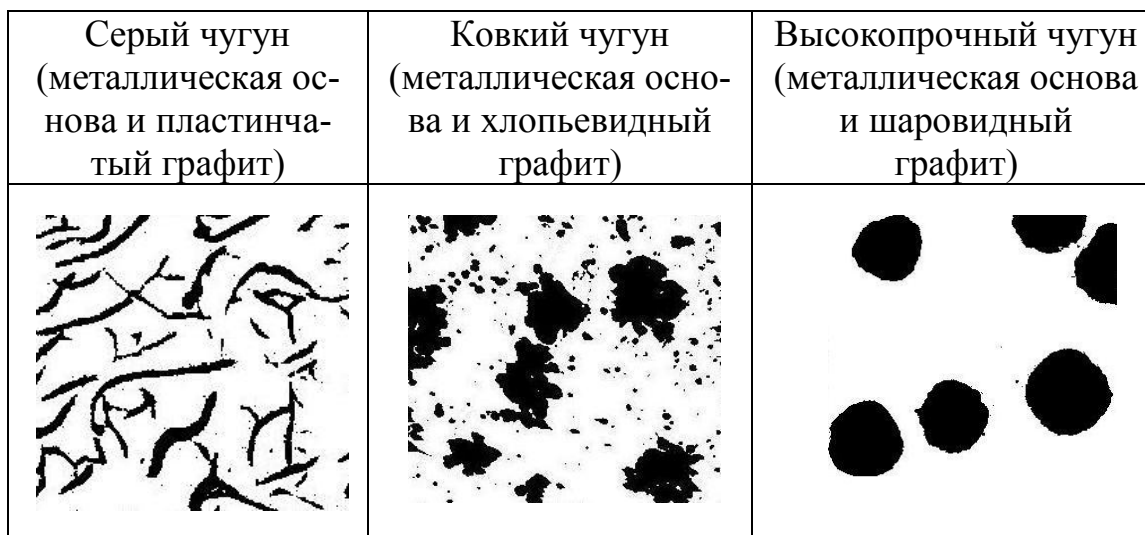 Серый чугун
(металлическая ос-
нова и пластинча-
тый графит)
Ковкий чугун
(металлическая осно-
ва и хлопьевидный
графит)
Высокопрочный чугун
(металлическая основа
и шаровидный
графит)